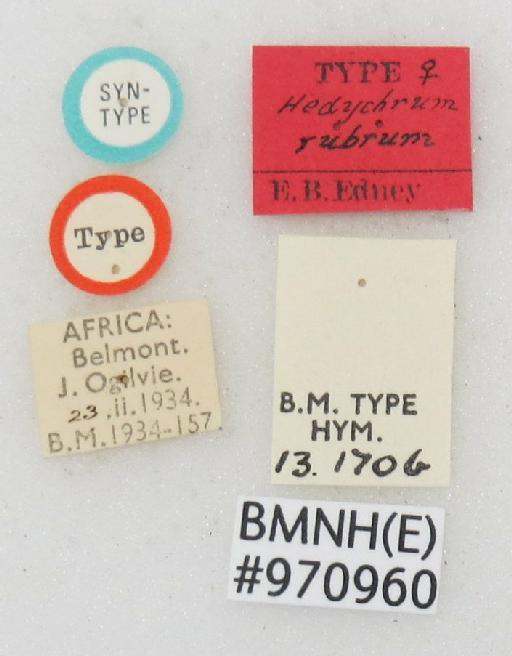 SYN-
TYPE
TYPE ♀
Hedychrum
rubrum
E.B.Edney
Type
AFRICA:
Belmont.
J. Ogilvie.
23.ii.1934.
B.M.1934-157.
B.M. TYPE
HYM.
13.1706
BMNH(E)
#970960